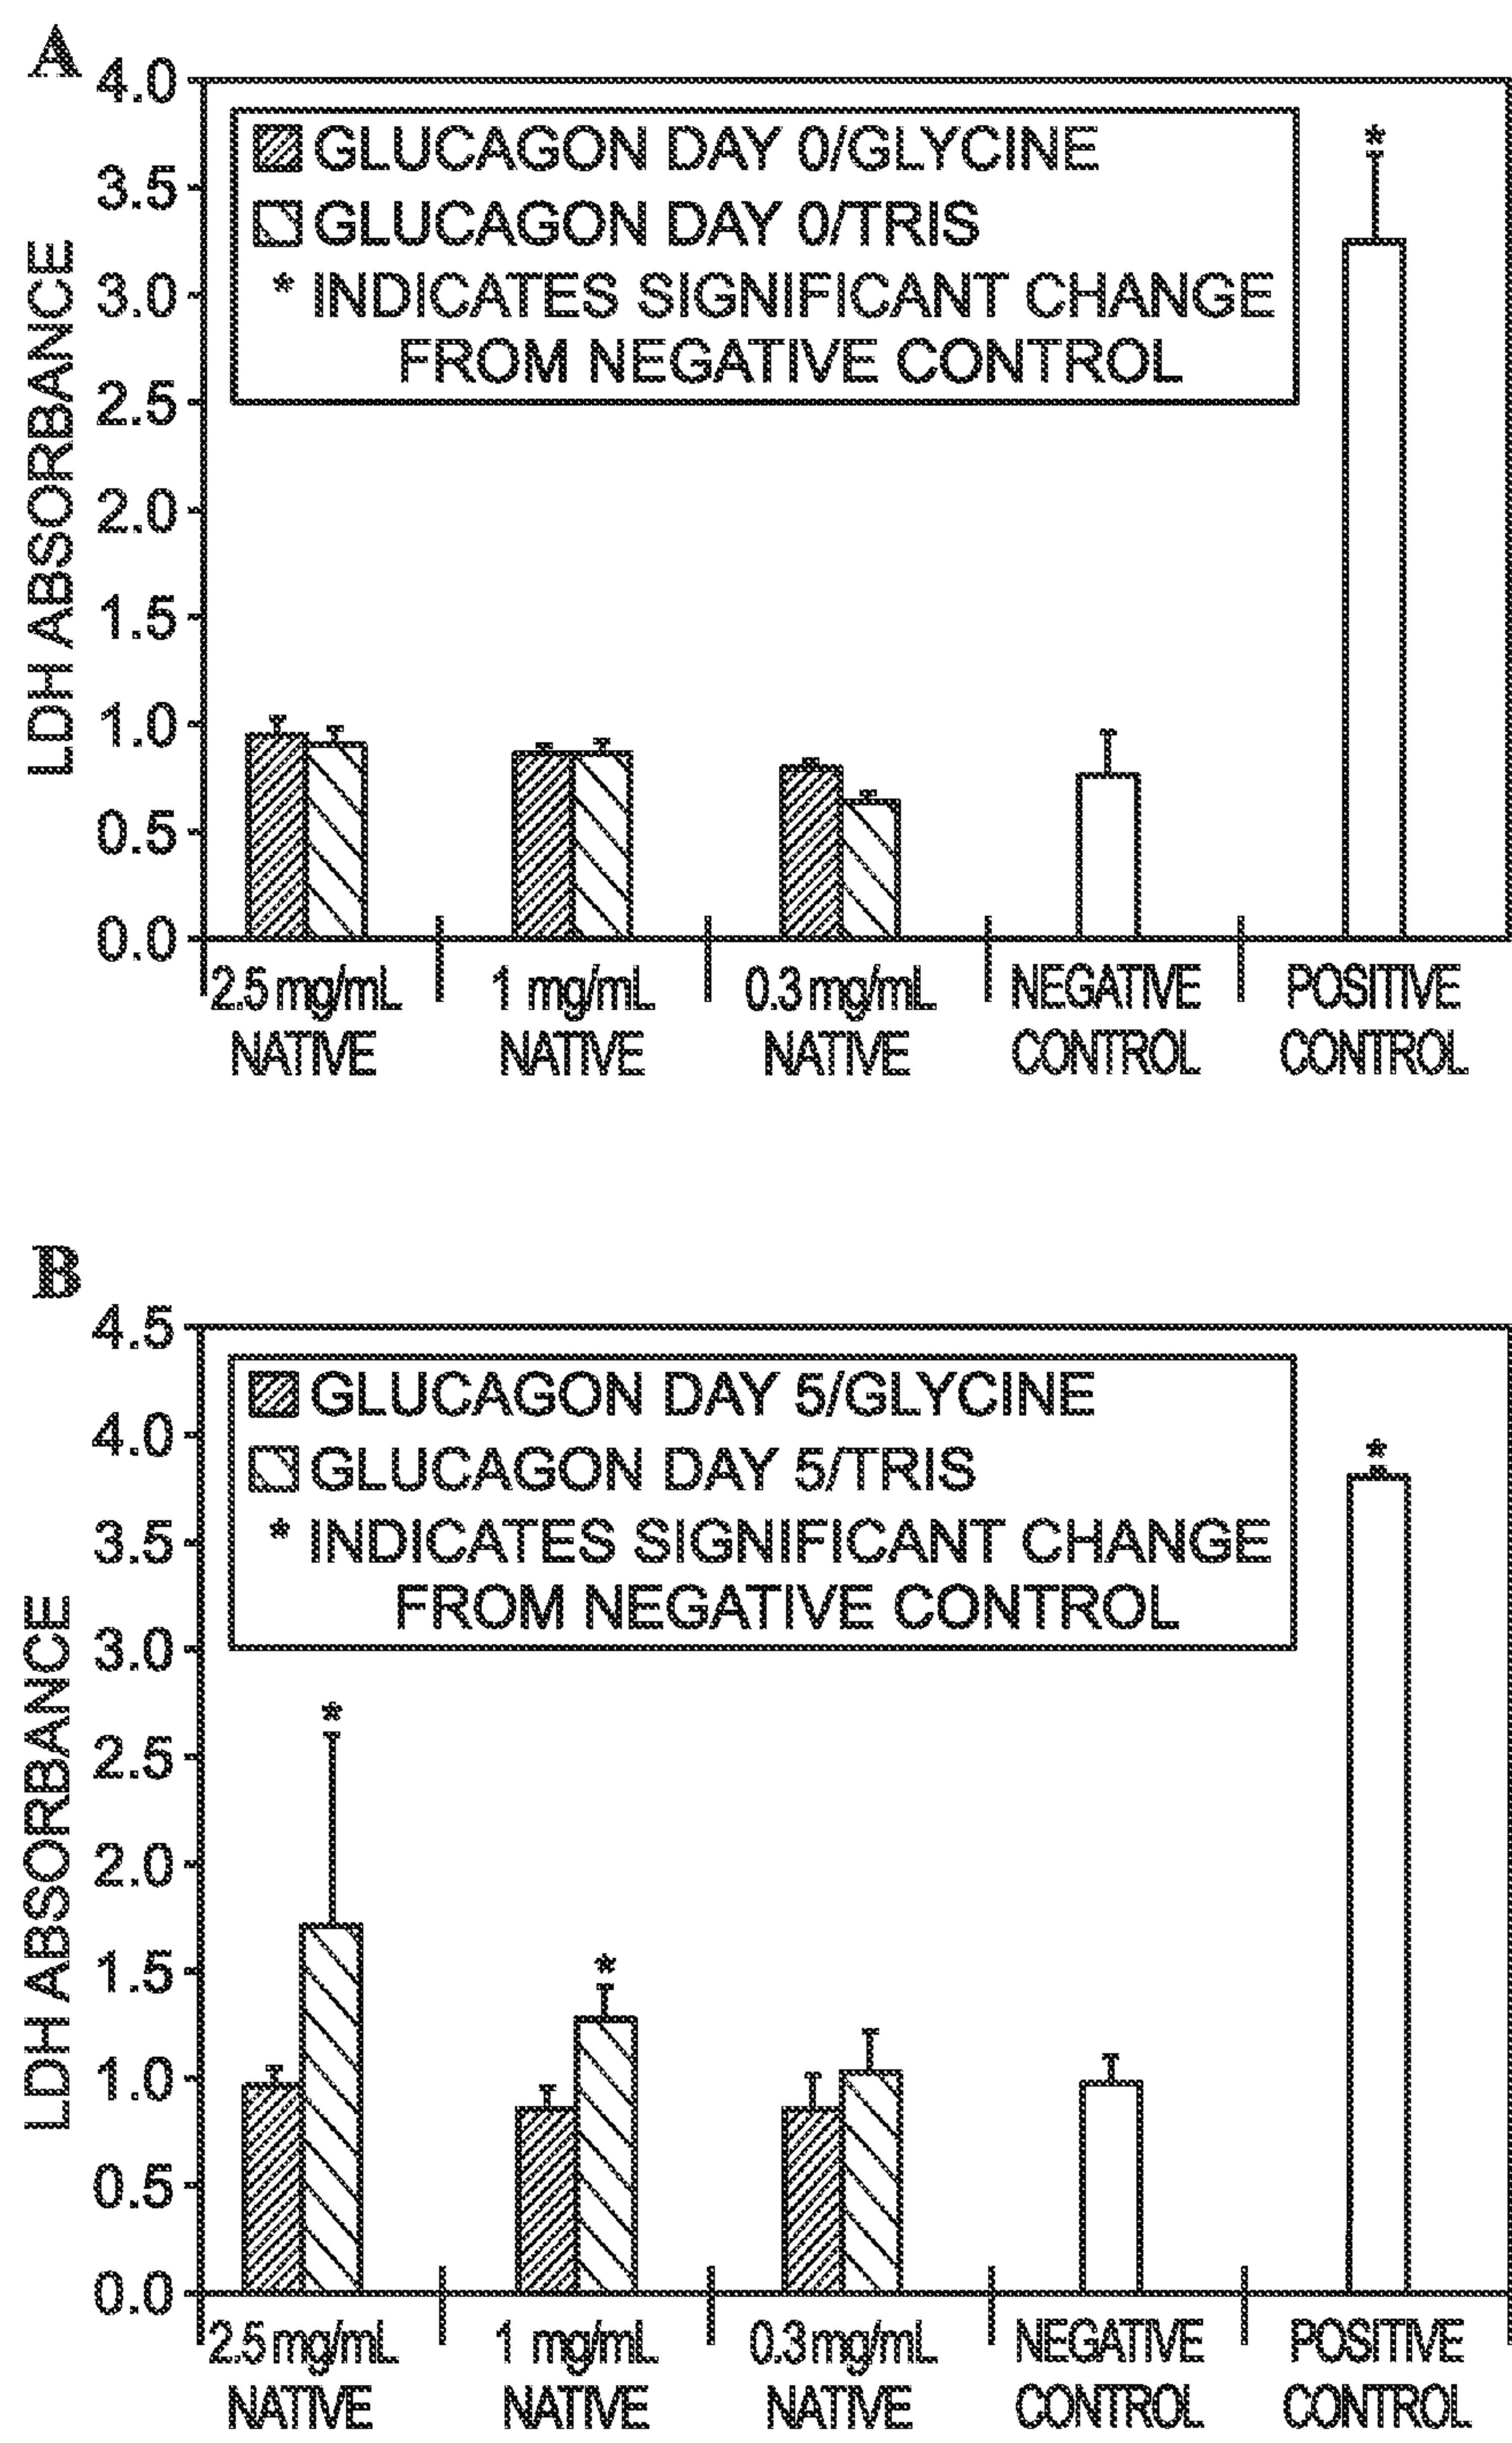 A
4.0
3.5
3.0
2.5
2.0
1.5
1.0
0.5
0.0
LDH ABSORBANCE
GLUCAGON DAY 0/GLYCINE
GLUCAGON DAY 0/TRIS
* INDICATES SIGNIFICANT CHANGE
FROM NEGATIVE CONTROL
*
2.5 mg/mL
NATIVE
1 mg/mL
NATIVE
0.3 mg/mL
NATIVE
NEGATIVE
CONTROL
POSITIVE
CONTROL
B
4.5
4.0
3.5
3.0
2.5
2.0
1.5
1.0
0.5
0.0
LDH ABSORBANCE
GLUCAGON DAY 5/GLYCINE
GLUCAGON DAY 5/TRIS
* INDICATES SIGNIFICANT CHANGE
FROM NEGATIVE CONTROL
*
*
*
2.5 mg/mL
NATIVE
1 mg/mL
NATIVE
0.3 mg/mL
NATIVE
NEGATIVE
CONTROL
POSITIVE
CONTROL